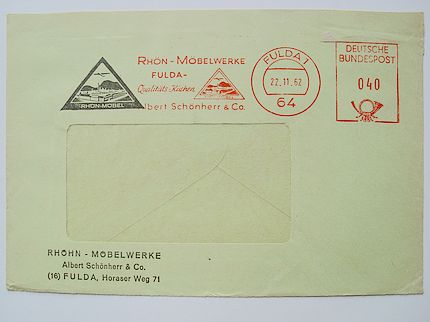 RHÖN - MÖBELWERKE
FULDA-
Qualitäts-Küchen
Albert Schönherr & Co.
RHÖN-MÖBEL
FULDA 1
22.11.62
64
DEUTSCHE
BUNDESPOST
040
RHÖHN - MÖBELWERKE
Albert Schönherr & Co.
(16) FULDA, Horaser Weg 71